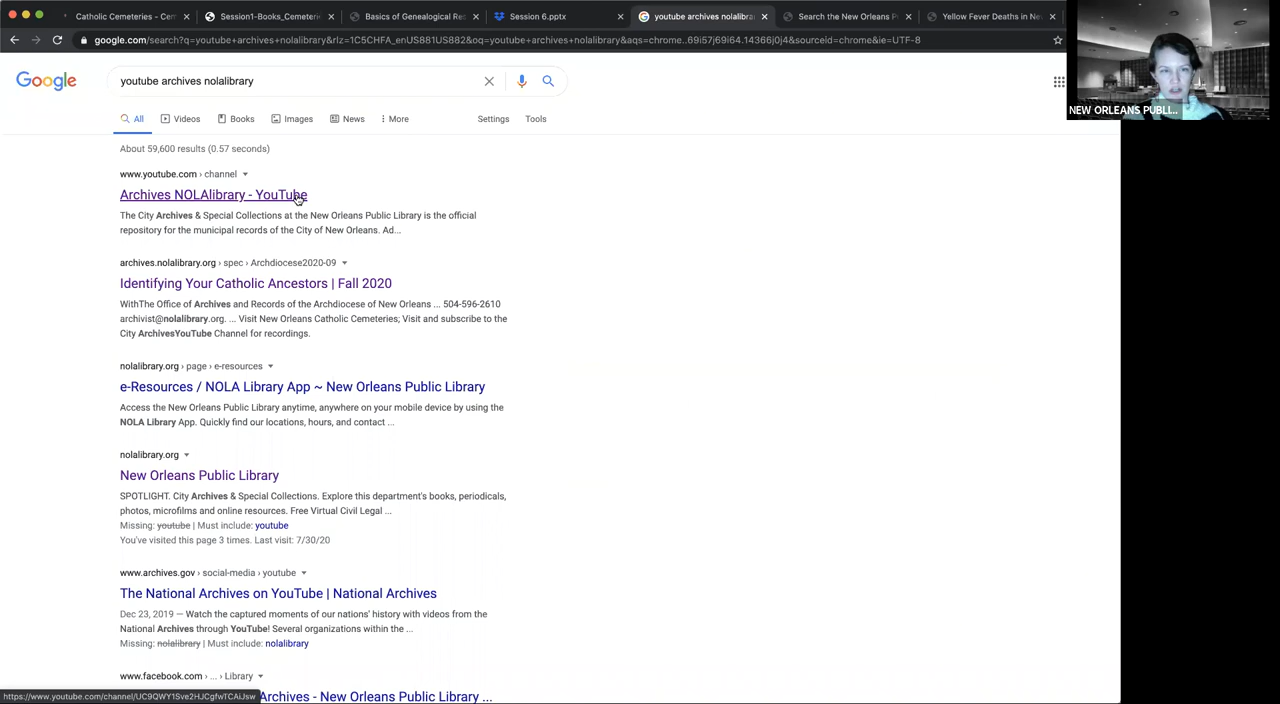 Catholic Cemeteries - Cem
Session1-Books_Cemeterie
Basics of Genealogical Res
Session 6.pptx
youtube archives nolalibrar
Search the New Orleans P
Yellow Fever Deaths in Ne
google.com/search?q=youtube+archives+nolalibrary&rlz=1C5CHFA_enUS881US882&oq=youtube+archives+nolalibrary&aqs=chrome..69i57j69i64.14366j0j4&sourceid=chrome&ie=UTF-8
NEW ORLEANS PUBLI...
Google
youtube archives nolalibrary
All
Videos
Books
Images
News
More
Settings
Tools
About 59,600 results (0.57 seconds)
www.youtube.com › channel
Archives NOLAlibrary - YouTube
The City Archives & Special Collections at the New Orleans Public Library is the official
repository for the municipal records of the City of New Orleans. Ad...
archives.nolalibrary.org › spec › Archdiocese2020-09
Identifying Your Catholic Ancestors | Fall 2020
WithThe Office of Archives and Records of the Archdiocese of New Orleans ... 504-596-2610
archivist@nolalibrary.org. ... Visit New Orleans Catholic Cemeteries; Visit and subscribe to the
City ArchivesYouTube Channel for recordings.
nolalibrary.org › page › e-resources
e-Resources / NOLA Library App ~ New Orleans Public Library
Access the New Orleans Public Library anytime, anywhere on your mobile device by using the
NOLA Library App. Quickly find our locations, hours, and contact ...
nolalibrary.org
New Orleans Public Library
SPOTLIGHT. City Archives & Special Collections. Explore this department's books, periodicals,
photos, microfilms and online resources. Free Virtual Civil Legal ...
Missing: youtube | Must include: youtube
You've visited this page 3 times. Last visit: 7/30/20
www.archives.gov › social-media › youtube
The National Archives on YouTube | National Archives
Dec 23, 2019 — Watch the captured moments of our nations' history with videos from the
National Archives through YouTube! Several organizations within the ...
Missing: nolalibrary | Must include: nolalibrary
www.facebook.com › ... › Library
Archives - New Orleans Public Library ...
https://www.youtube.com/channel/UC9QWY1Sve2HJCgfwTCAiJsw